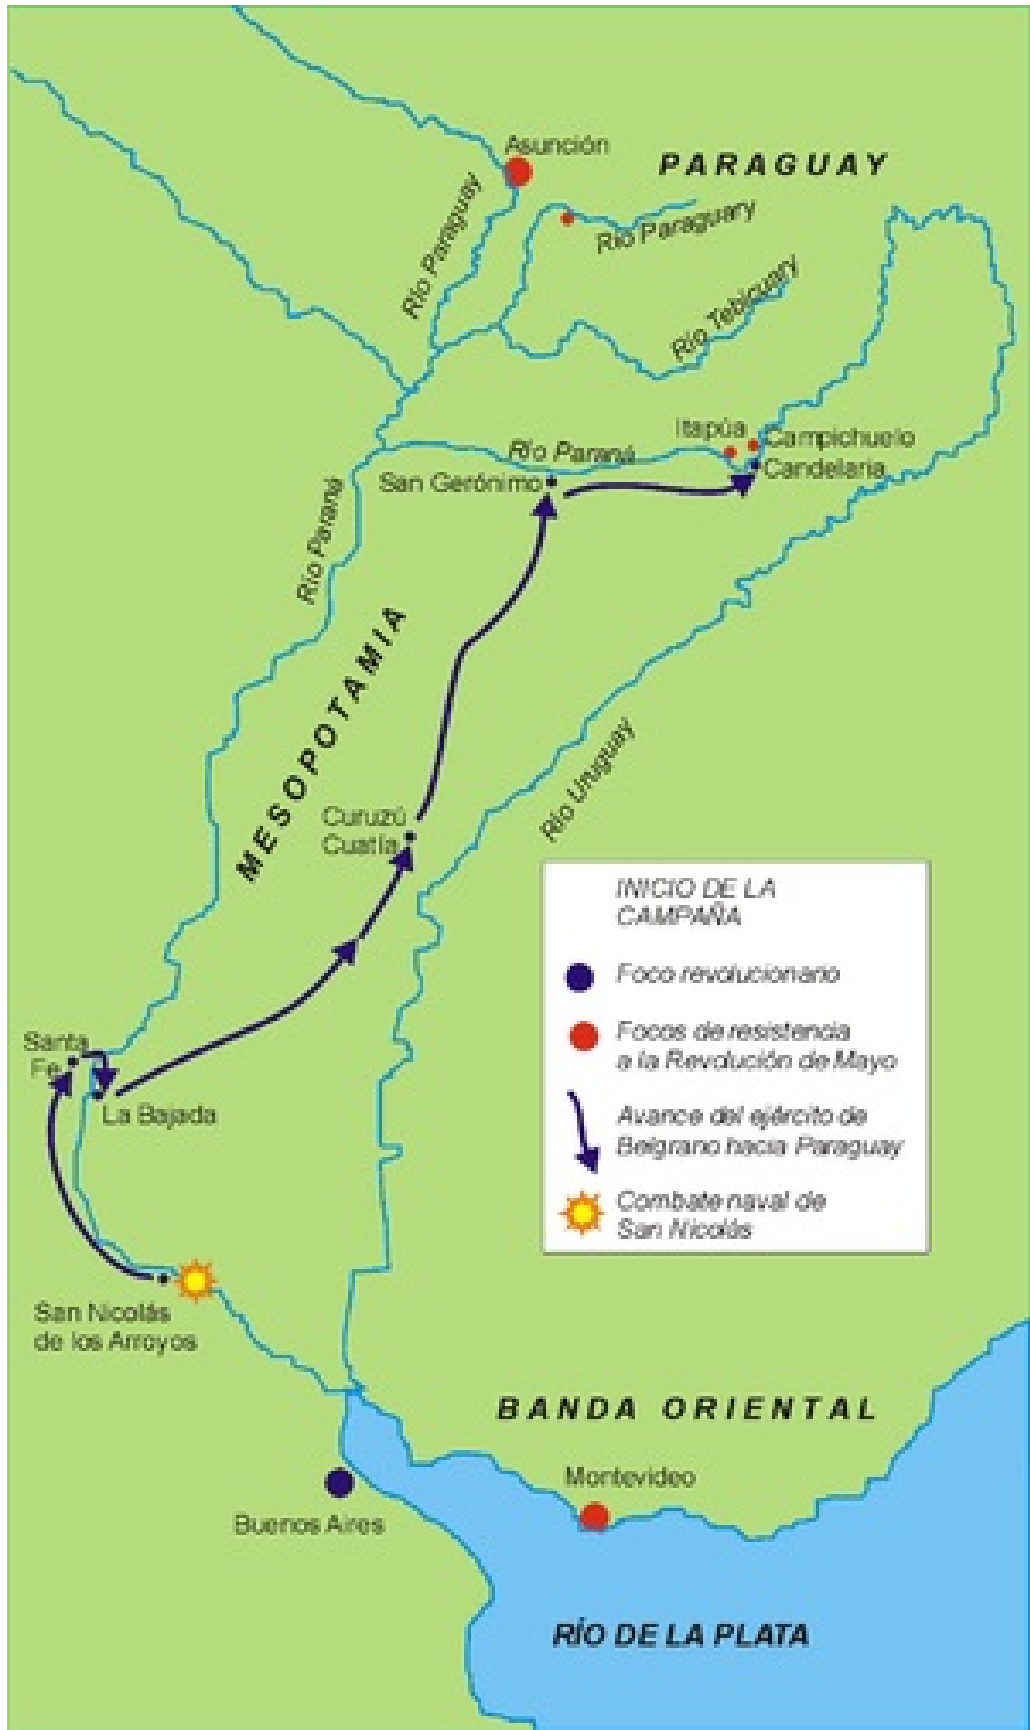 Asunción
PARAGUAY
Río Paraguay
Río Paraguary
Río Tebicuary
Itapúa
Campichuelo
Río Paraná
Candelaria
San Gerónimo
Río Paraná
MESOPOTAMIA
Río Uruguay
Curuzú
Cuatía
INICIO DE LA
CAMPAÑA
Foco revolucionario
Focos de resistencia
a la Revolución de Mayo
Avance del ejército de
Belgrano hacia Paraguay
Combate naval de
San Nicolás
Santa
Fe
La Bajada
San Nicolás
de los Arroyos
BANDA ORIENTAL
Montevideo
Buenos Aires
RÍO DE LA PLATA